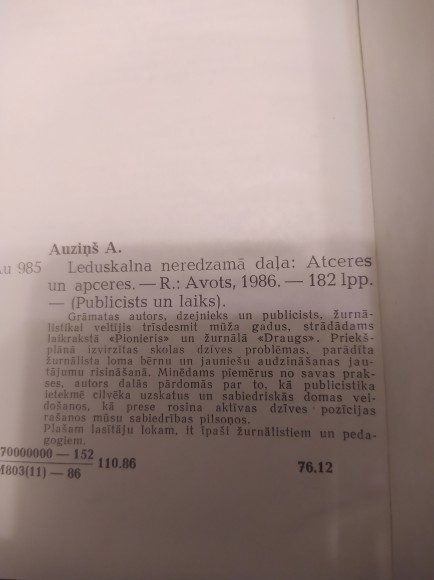 Auziņš A.
Au 985 Leduskalna neredzamā daļa: Atceres
un apceres. — R.: Avots, 1986. — 182 lpp.
— (Publicists un laiks).
Grāmatas autors, dzejnieks un publicists, žurnā-
listikai veltījis trīsdesmit mūža gadus, strādādams
laikrakstā «Pionieris» un žurnālā «Draugs». Priekš-
plānā izvirzītas skolas dzīves problēmas, parādīta
žurnālista loma bērnu un jauniešu audzināšanas jau-
tājumu risināšanā. Minēdams piemērus no savas prak-
ses, autors dalās pārdomās par to, kā publicistika
ietekmē cilvēka uzskatus un sabiedriskās domas vei-
došanos, kā prese rosina aktīvas dzīves pozīcijas
rašanos mūsu sabiedrības pilsoņos.
Plašam lasītāju lokam, it īpaši žurnālistiem un peda-
gogiem.
70000000 — 152
M803(11) — 86
110.86
76.12